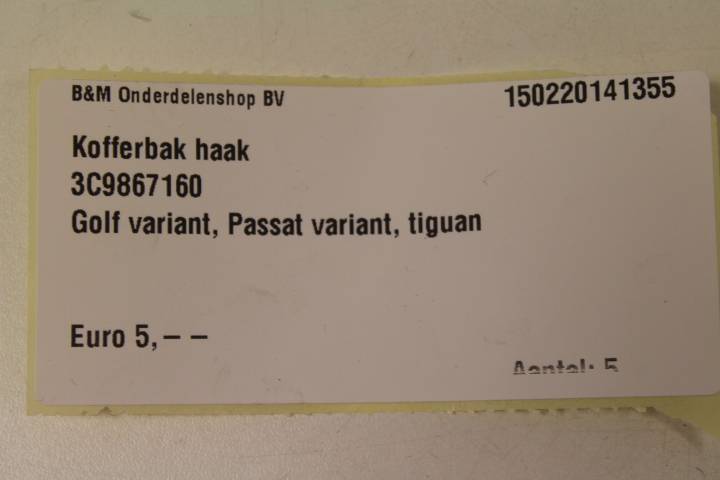 B&M Onderdelenshop BV 150220141355
Kofferbak haak
3C9867160
Golf variant, Passat variant, tiguan
Euro 5,– –
Aantal: 5